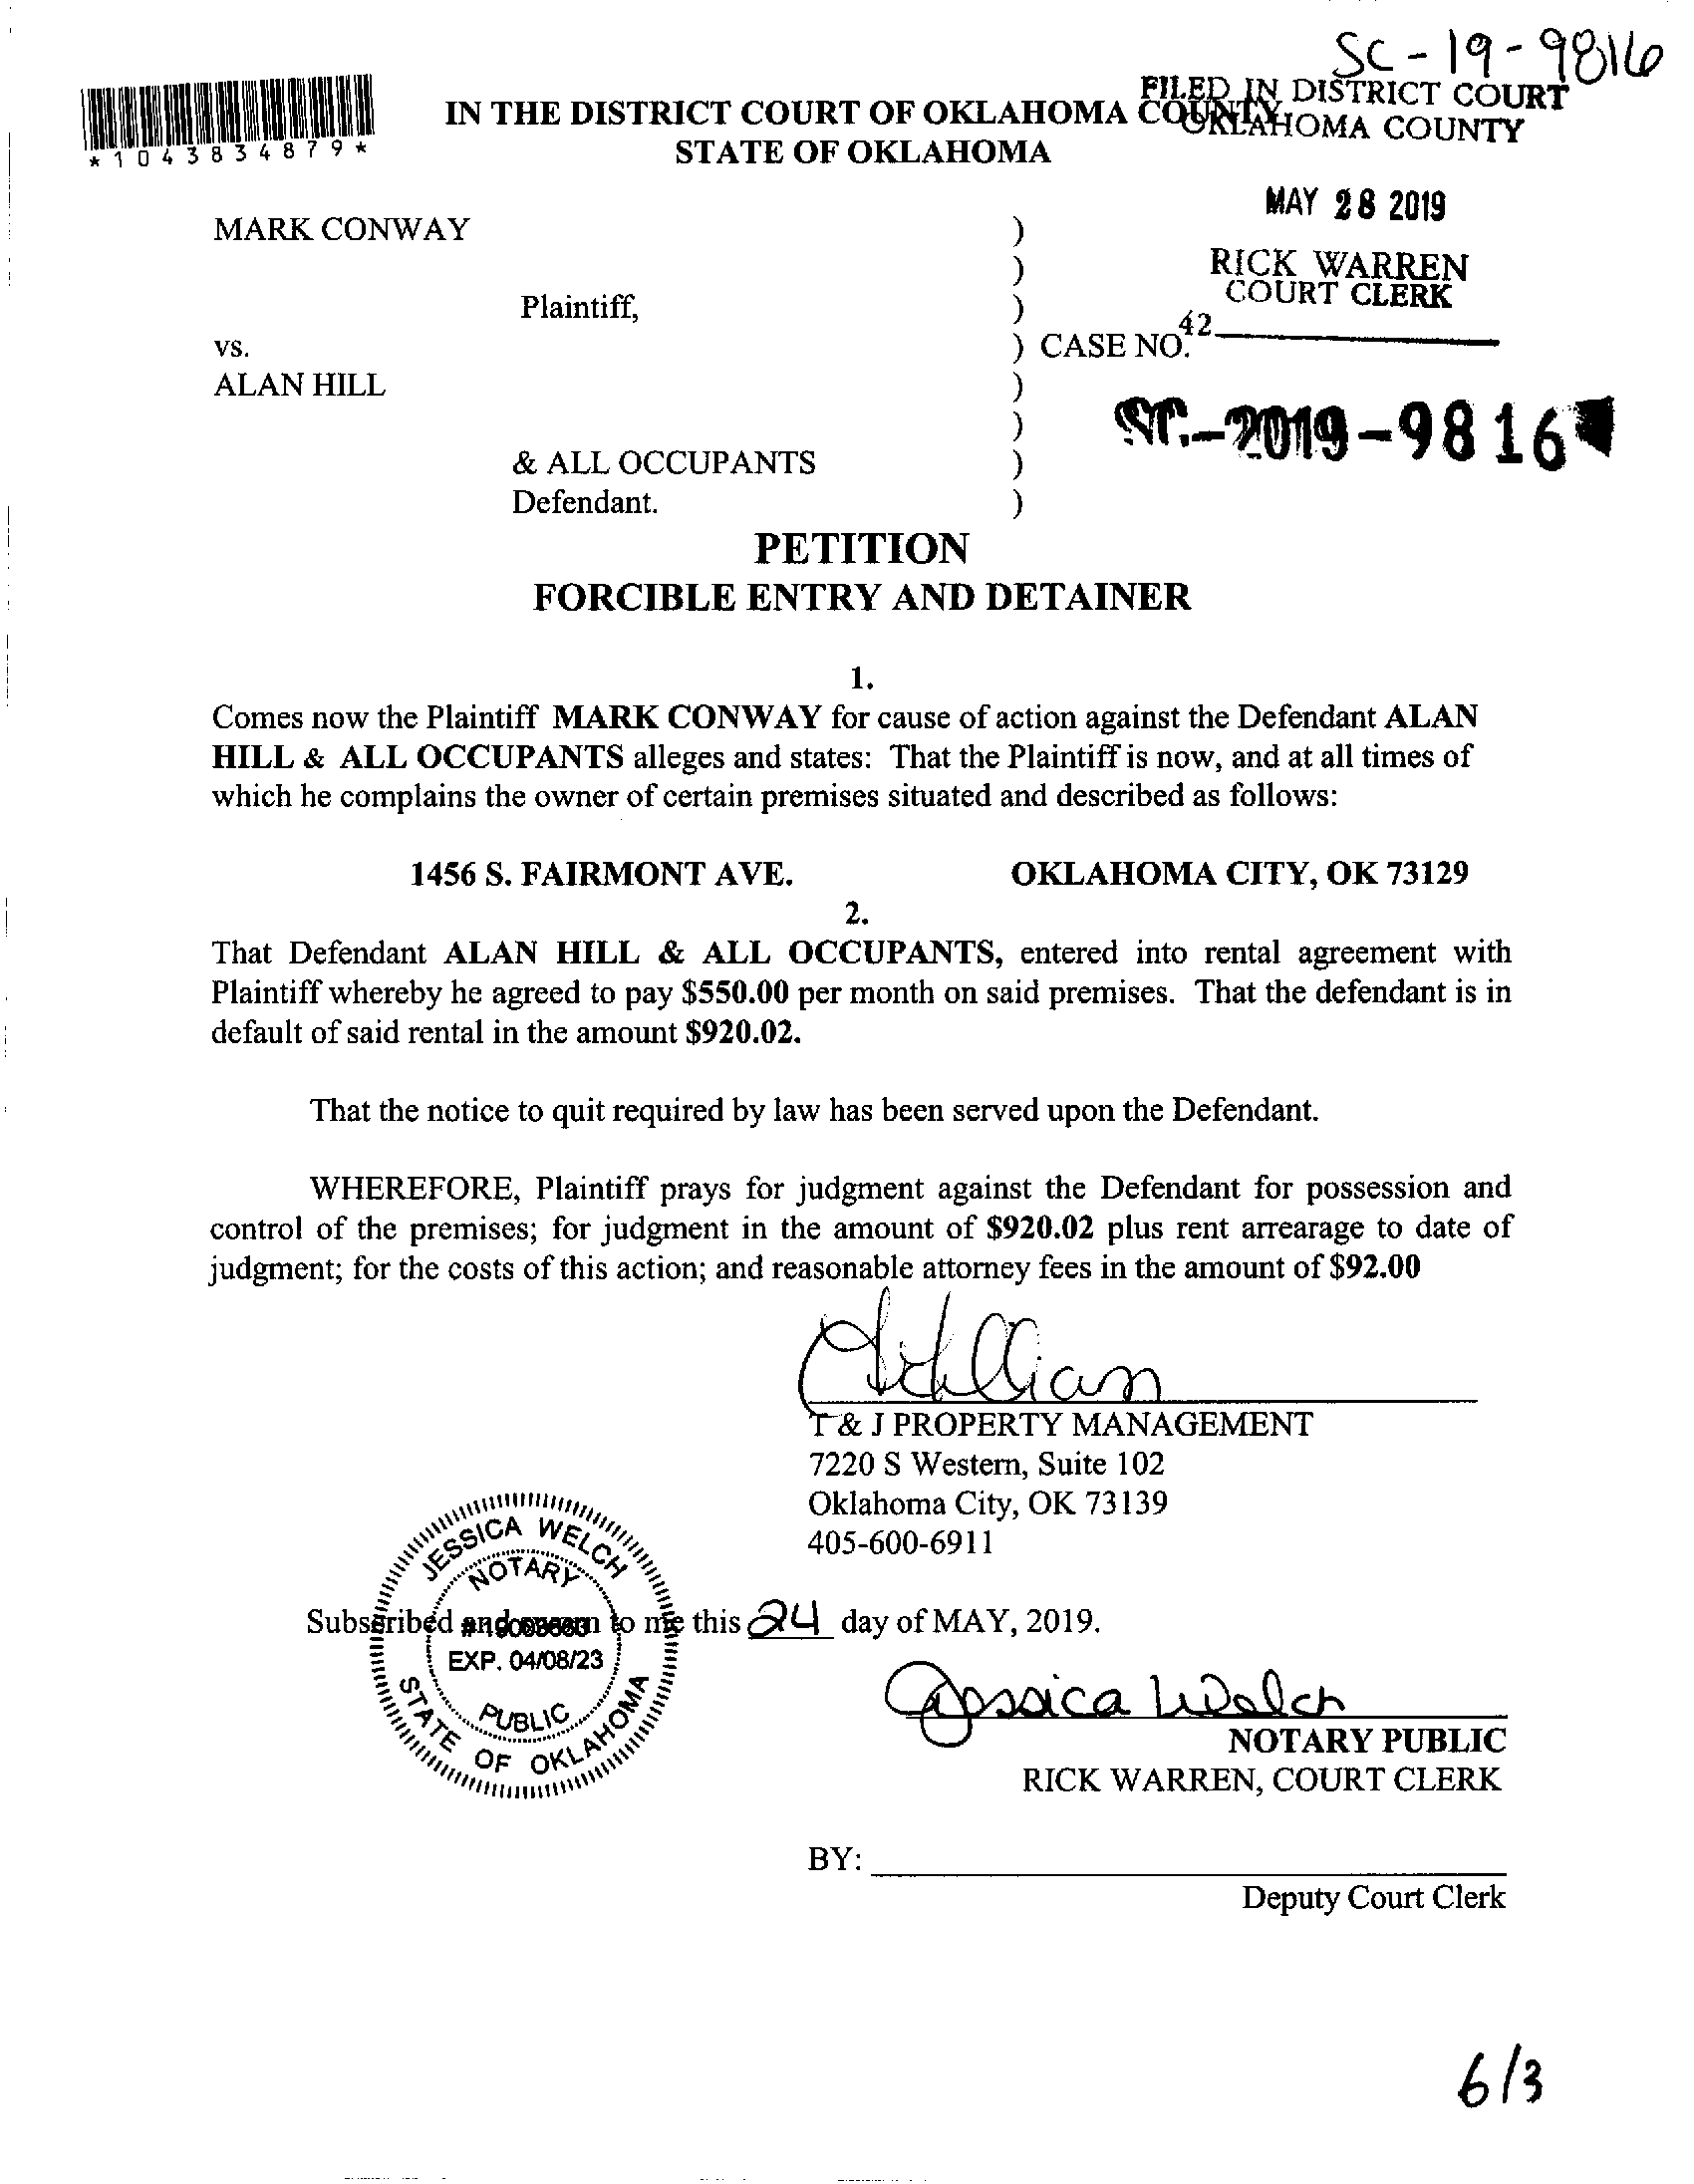 SC-19-9816
FILED IN DISTRICT COURT
OKLAHOMA COUNTY
*1043834879*
IN THE DISTRICT COURT OF OKLAHOMA COUNTY
STATE OF OKLAHOMA
MAY 28 2019
MARK CONWAY )
)
RICK WARREN
COURT CLERK
Plaintiff, )
42
vs. ) CASE NO.
ALAN HILL )
)
SC-2019-9816
& ALL OCCUPANTS )
Defendant. )
PETITION
FORCIBLE ENTRY AND DETAINER
1.
Comes now the Plaintiff MARK CONWAY for cause of action against the Defendant ALAN
HILL & ALL OCCUPANTS alleges and states: That the Plaintiff is now, and at all times of
which he complains the owner of certain premises situated and described as follows:
1456 S. FAIRMONT AVE. OKLAHOMA CITY, OK 73129
2.
That Defendant ALAN HILL & ALL OCCUPANTS, entered into rental agreement with
Plaintiff whereby he agreed to pay $550.00 per month on said premises. That the defendant is in
default of said rental in the amount $920.02.
That the notice to quit required by law has been served upon the Defendant.
WHEREFORE, Plaintiff prays for judgment against the Defendant for possession and
control of the premises; for judgment in the amount of $920.02 plus rent arrearage to date of
judgment; for the costs of this action; and reasonable attorney fees in the amount of $92.00
T & J PROPERTY MANAGEMENT
7220 S Western, Suite 102
Oklahoma City, OK 73139
405-600-6911
JESSICA WELCH
NOTARY
Subscribed and sworn to me this 24 day of MAY, 2019.
EXP. 04/08/23
PUBLIC
STATE OF OKLAHOMA
Jessica Welch
NOTARY PUBLIC
RICK WARREN, COURT CLERK
BY:
Deputy Court Clerk
6/3